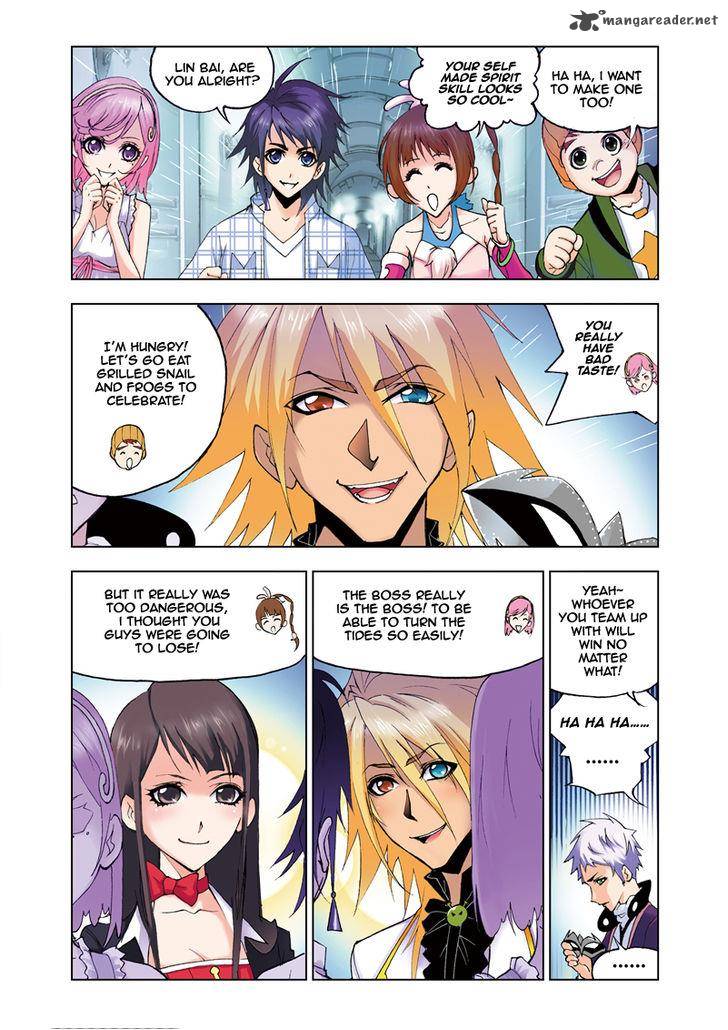 mangareader.net
LIN BAI, ARE
YOU ALRIGHT?
YOUR SELF
MADE SPIRIT
SKILL LOOKS
SO COOL~
HA HA, I WANT
TO MAKE ONE
TOO!
I'M HUNGRY!
LET'S GO EAT
GRILLED SNAIL
AND FROGS TO
CELEBRATE!
YOU
REALLY
HAVE
BAD
TASTE!
BUT IT REALLY WAS
TOO DANGEROUS,
I THOUGHT YOU
GUYS WERE GOING
TO LOSE!
THE BOSS REALLY
IS THE BOSS! TO BE
ABLE TO TURN THE
TIDES SO EASILY!
YEAH~
WHOEVER
YOU TEAM UP
WITH WILL
WIN NO
MATTER
WHAT!
HA HA HA......
......
......